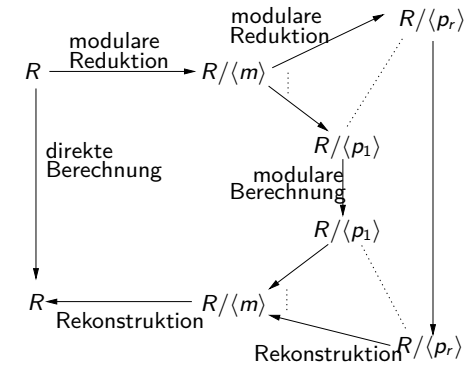 R/⟨p_r⟩
modulare
Reduktion
modulare
Reduktion
R
R/⟨m⟩
R/⟨p_1⟩
direkte
Berechnung
modulare
Berechnung
R/⟨p_1⟩
R
R/⟨m⟩
Rekonstruktion
R/⟨p_r⟩
Rekonstruktion